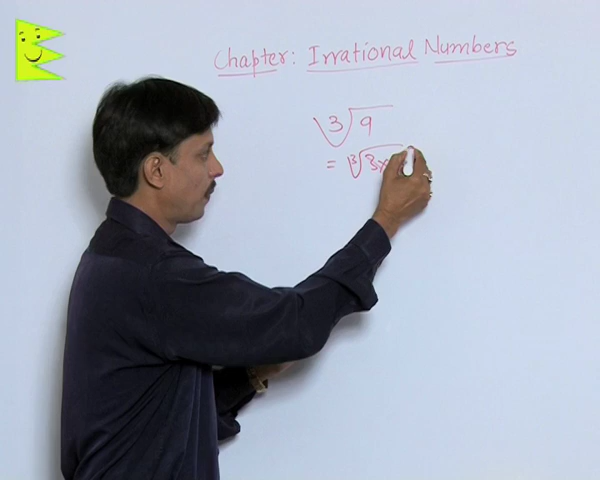 Chapter: Irrational Numbers
∛9
= ∛3×